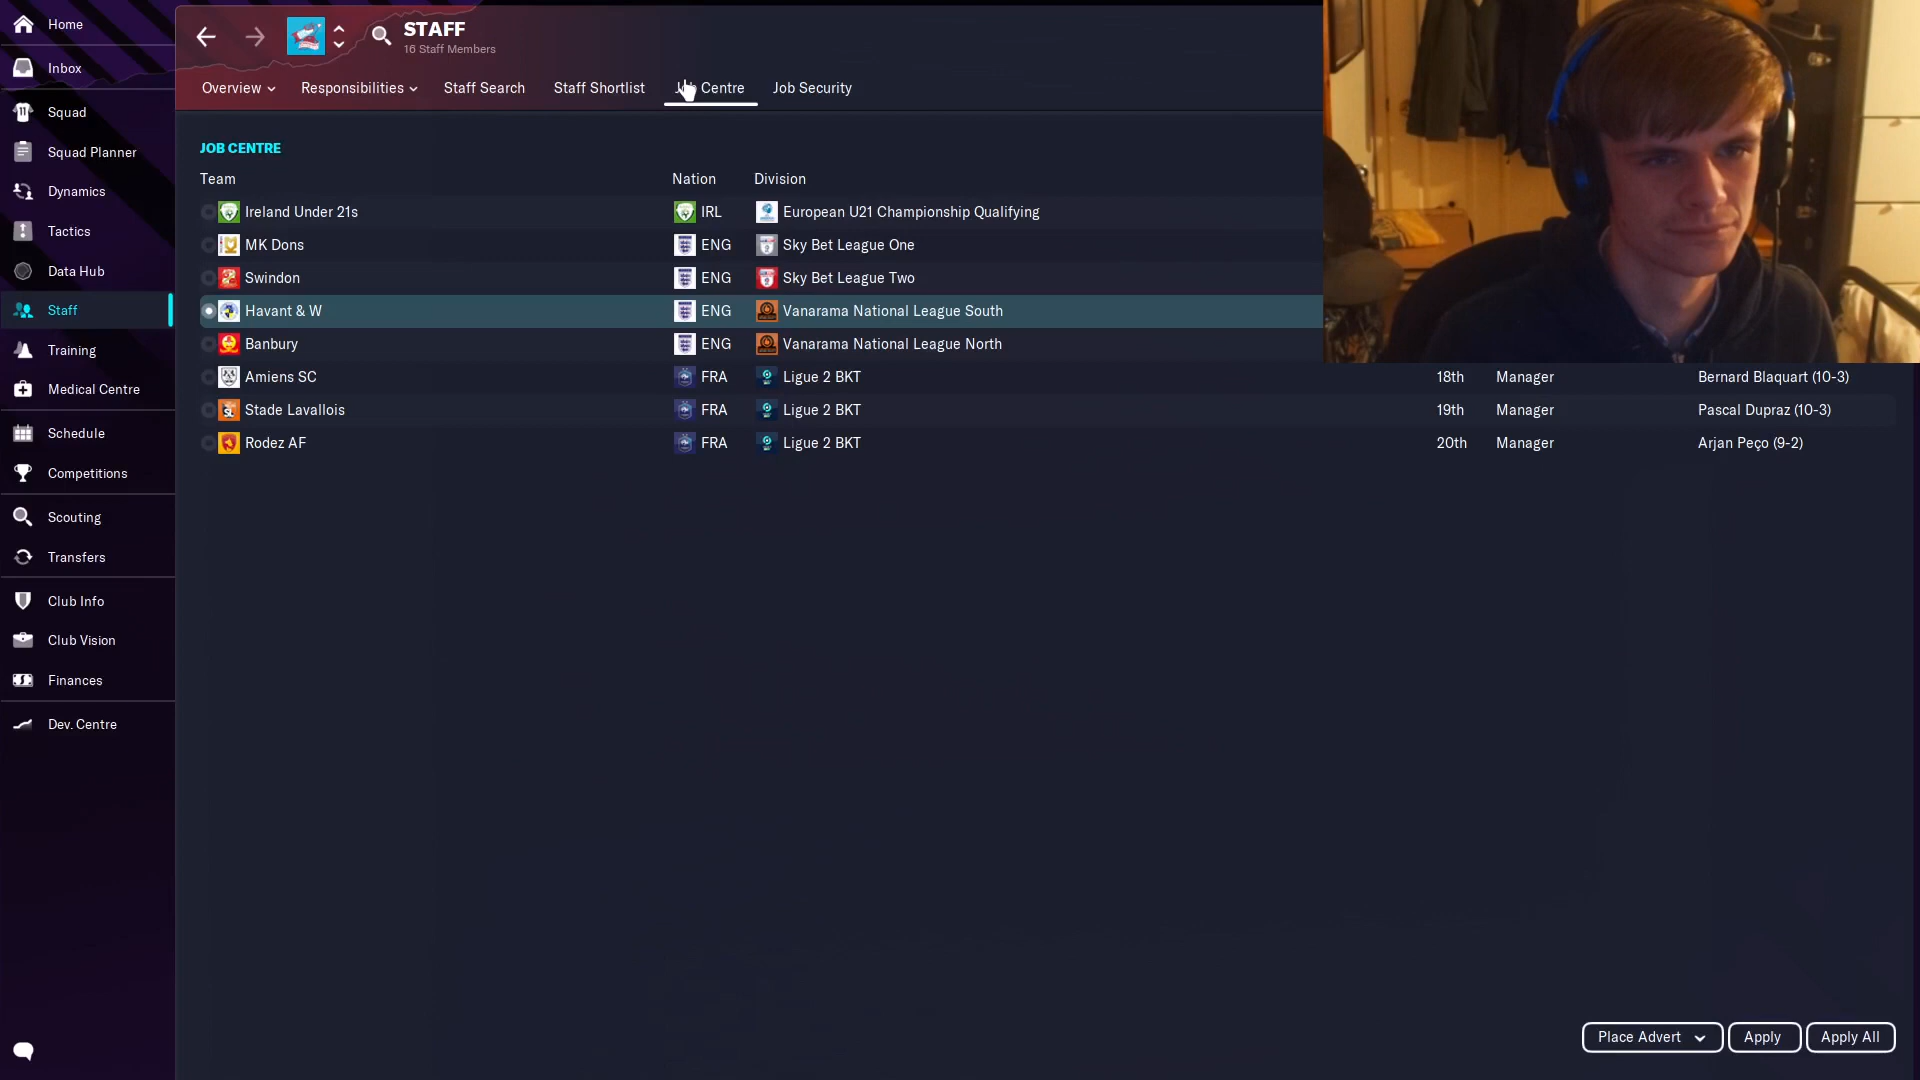 Home
Inbox
Squad
Squad Planner
Dynamics
Tactics
Data Hub
Staff
Training
Medical Centre
Schedule
Competitions
Scouting
Transfers
Club Info
Club Vision
Finances
Dev. Centre
STAFF
16 Staff Members
Overview Responsibilities Staff Search Staff Shortlist Job Centre Job Security
JOB CENTRE
Team Nation Division
Ireland Under 21s IRL European U21 Championship Qualifying
MK Dons ENG Sky Bet League One
Swindon ENG Sky Bet League Two
Havant & W ENG Vanarama National League South
Banbury ENG Vanarama National League North
Amiens SC FRA Ligue 2 BKT 18th Manager Bernard Blaquart (10-3)
Stade Lavallois FRA Ligue 2 BKT 19th Manager Pascal Dupraz (10-3)
Rodez AF FRA Ligue 2 BKT 20th Manager Arjan Peço (9-2)
Place Advert Apply Apply All